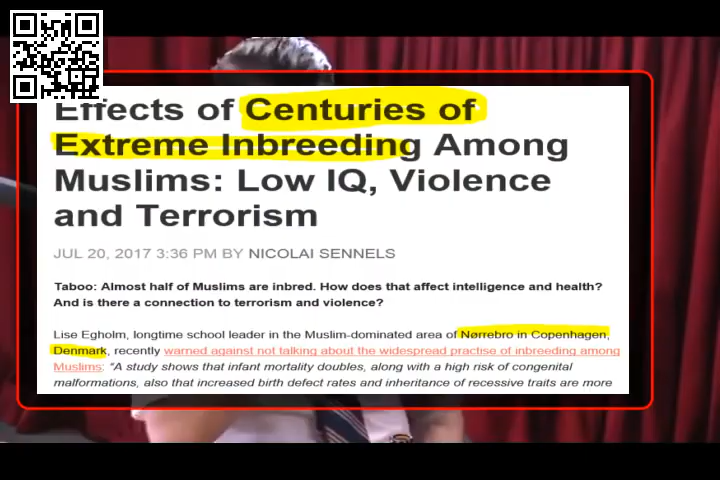 Effects of Centuries of
Extreme Inbreeding Among
Muslims: Low IQ, Violence
and Terrorism
JUL 20, 2017 3:36 PM BY NICOLAI SENNELS
Taboo: Almost half of Muslims are inbred. How does that affect intelligence and health?
And is there a connection to terrorism and violence?
Lise Egholm, longtime school leader in the Muslim-dominated area of Nørrebro in Copenhagen,
Denmark, recently warned against not talking about the widespread practise of inbreeding among
Muslims: "A study shows that infant mortality doubles, along with a high risk of congenital
malformations, also that increased birth defect rates and inheritance of recessive traits are more